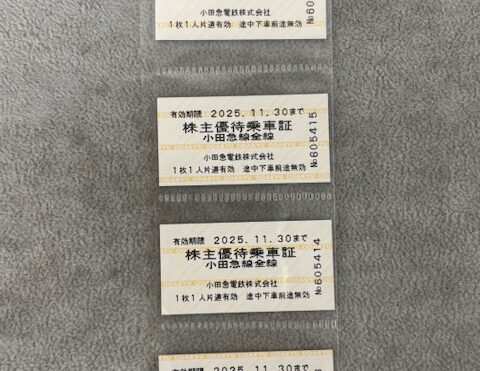 小田急電鉄株式会社
1枚1人片道有効 途中下車前途無効
№60
有効期限 2025.11.30まで
株主優待乗車証
小田急線全線
小田急電鉄株式会社
1枚1人片道有効 途中下車前途無効
№605415
有効期限 2025.11.30まで
株主優待乗車証
小田急線全線
小田急電鉄株式会社
1枚1人片道有効 途中下車前途無効
№605414
有効期限 2025.11.30まで